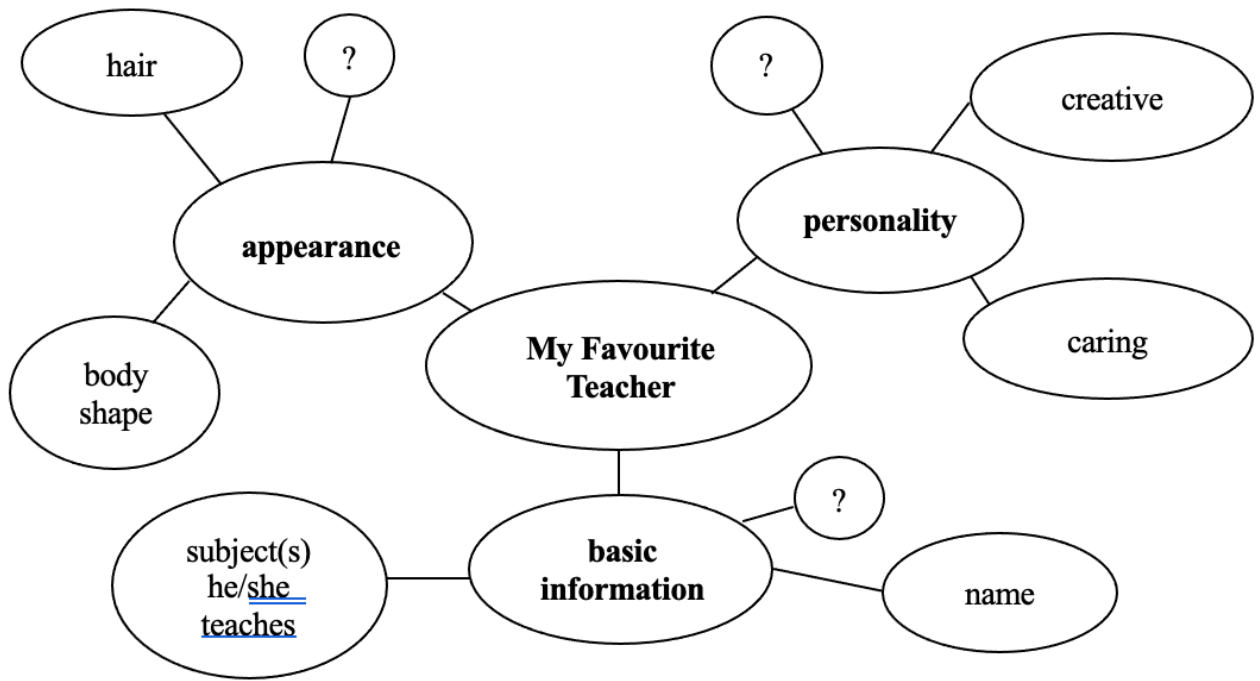 hair
?
?
creative
appearance
personality
body
shape
My Favourite
Teacher
caring
subject(s)
he/she
teaches
basic
information
?
name